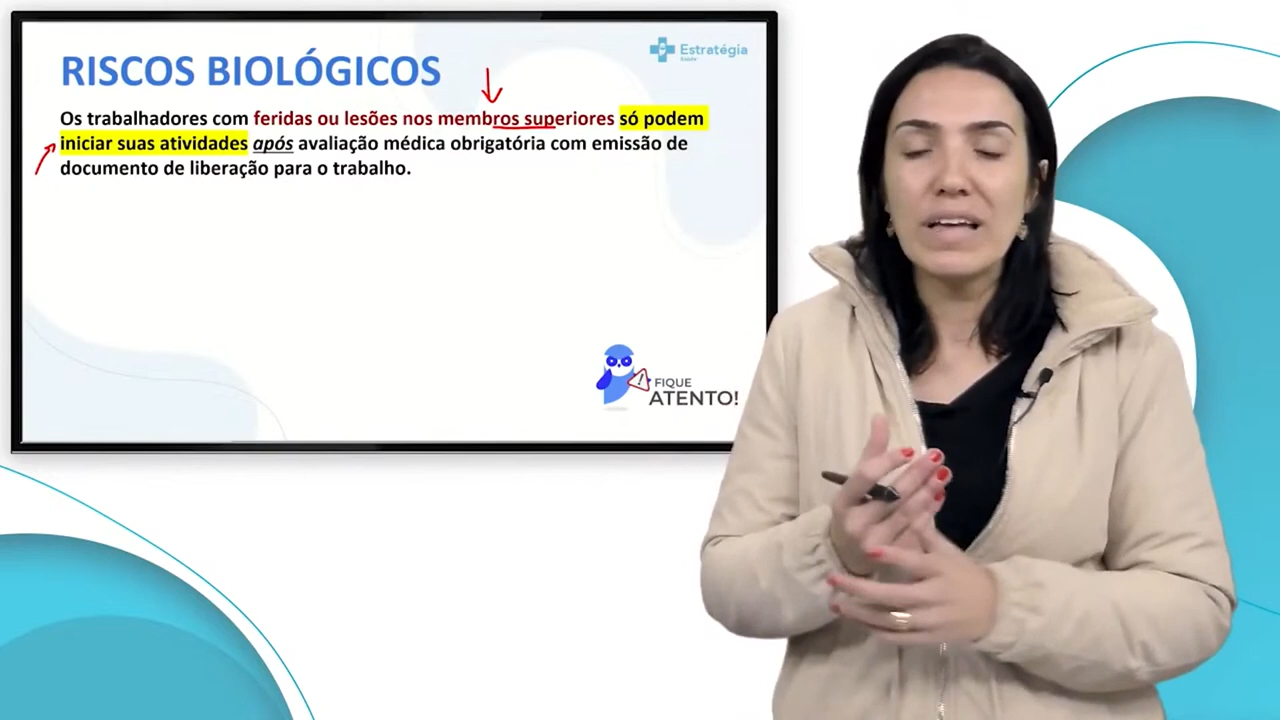 RISCOS BIOLÓGICOS
Estratégia
Saúde
Os trabalhadores com feridas ou lesões nos membros superiores só podem
iniciar suas atividades após avaliação médica obrigatória com emissão de
documento de liberação para o trabalho.
FIQUE
ATENTO!